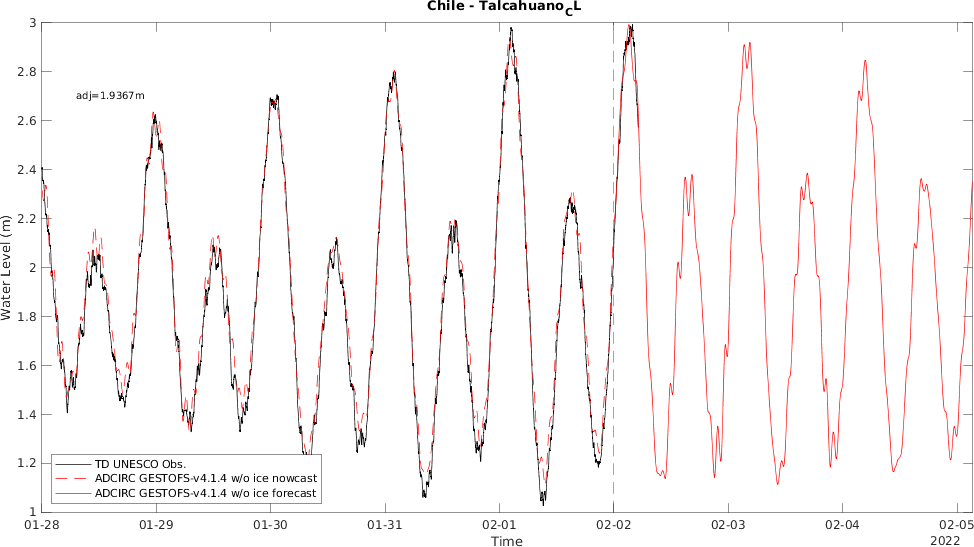 Chile - Talcahuano_CL
3
2.8
2.6
2.4
2.2
2
1.8
1.6
1.4
1.2
1
Water Level (m)
adj=1.9367m
TD UNESCO Obs.
ADCIRC GESTOFS-v4.1.4 w/o ice nowcast
ADCIRC GESTOFS-v4.1.4 w/o ice forecast
01-28 01-29 01-30 01-31 02-01 02-02 02-03 02-04 02-05
Time 2022